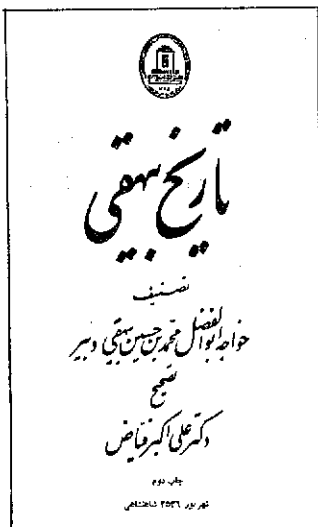 تاریخ بیهقی
تصنیف
خواجه ابوالفضل محمد بن حسین بیهقی دبیر
تصحیح
دکتر علی اکبر فیاض
چاپ دوم
شهریور ۲۵۳۶ شاهنشاهی